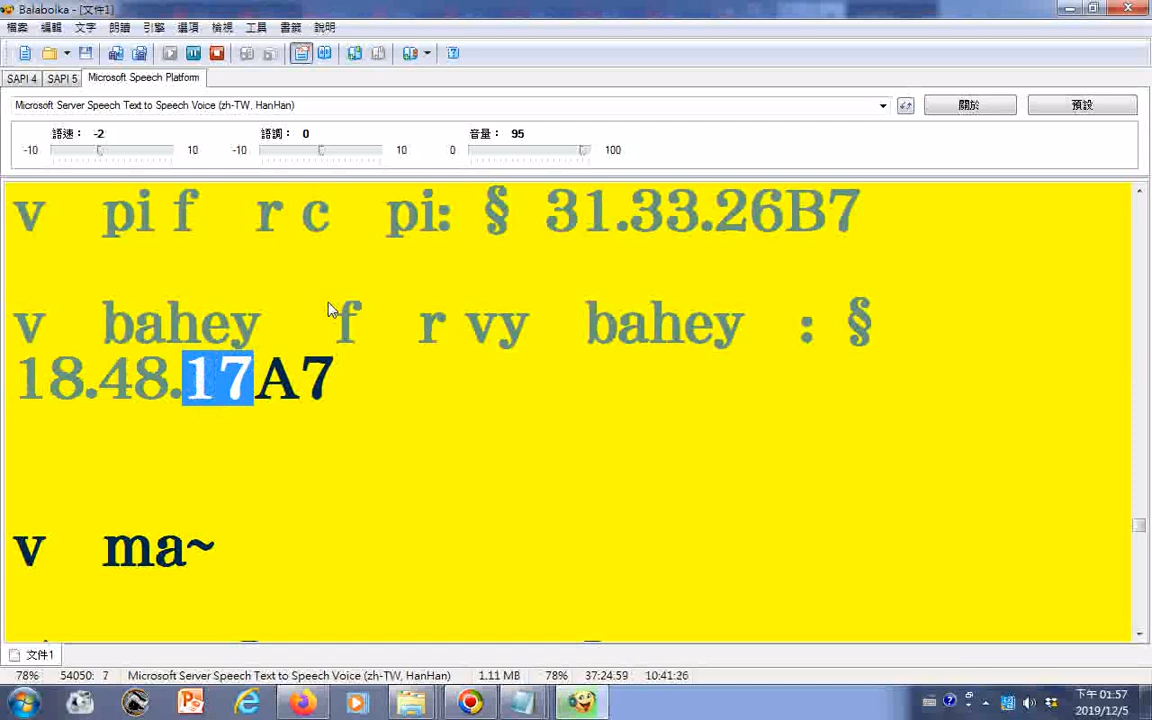 Balabolka - [文件1]
檔案 編輯 文字 朗讀 引擎 選項 檢視 工具 書籤 說明
SAPI 4 SAPI 5 Microsoft Speech Platform
Microsoft Server Speech Text to Speech Voice (zh-TW, HanHan) 關於 預設
語速： -2 語調： 0 音量： 95
-10 10 -10 10 0 100
v pi f r c pi: § 31.33.26B7
v bahey f r vy bahey : §
18.48.17A7
v ma~
文件1
78% 54050: 7 Microsoft Server Speech Text to Speech Voice (zh-TW, HanHan) 1.11 MB 78% 37:24:59 10:41:26
下午 01:57
2019/12/5